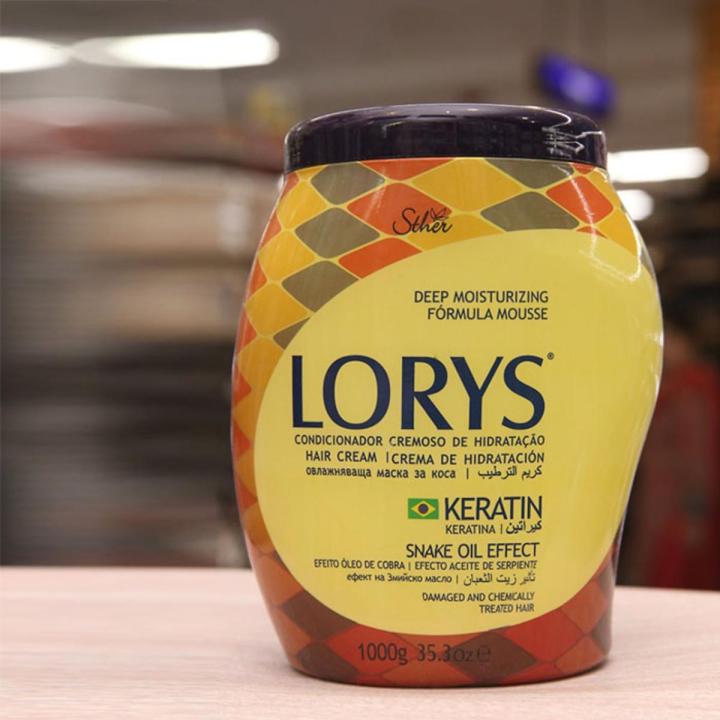 Sther
DEEP MOISTURIZING
FÓRMULA MOUSSE
LORYS®
CONDICIONADOR CREMOSO DE HIDRATAÇÃO
HAIR CREAM | CREMA DE HIDRATACIÓN
овлажняваща маска за коса | كريم الترطيب
KERATIN
KERATINA | كيراتين
SNAKE OIL EFFECT
EFEITO ÓLEO DE COBRA | EFECTO ACEITE DE SERPIENTE
ефект на Змийско масло | تأثير زيت الثعبان
DAMAGED AND CHEMICALLY
TREATED HAIR
1000g 35.3oz ℮